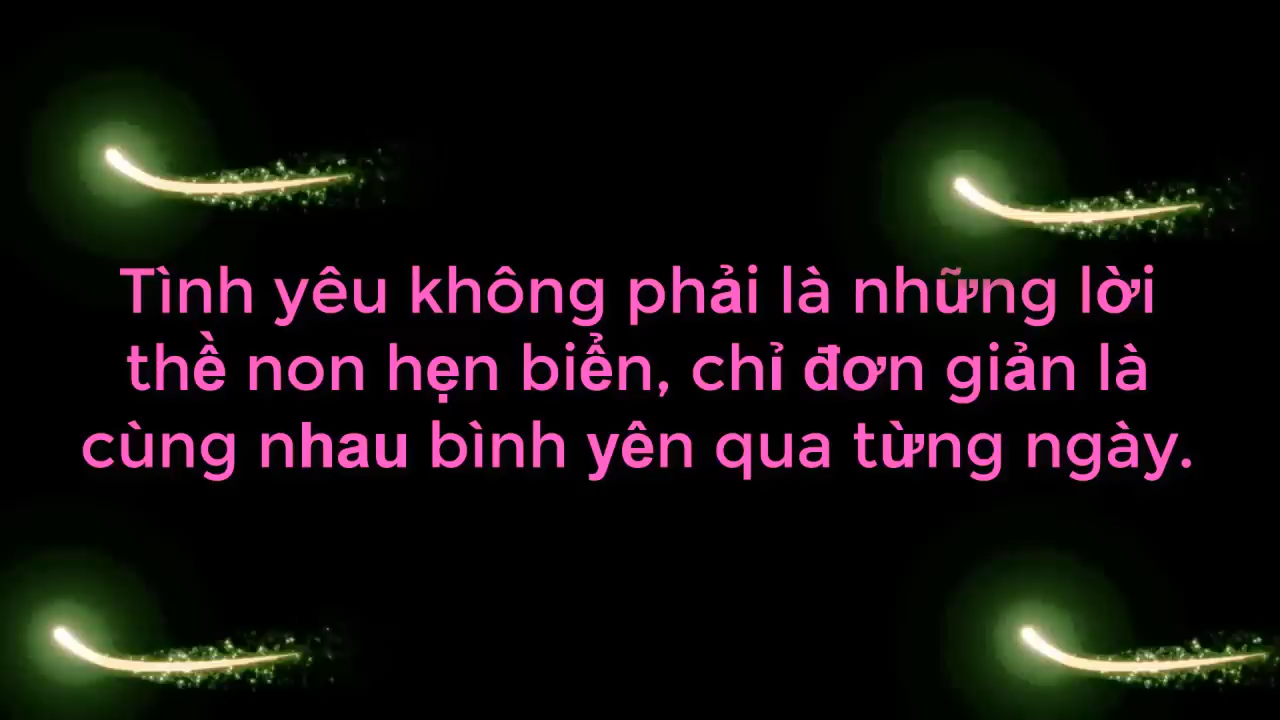 Tình yêu không phải là những lời
thề non hẹn biển, chỉ đơn giản là
cùng nhau bình yên qua từng ngày.